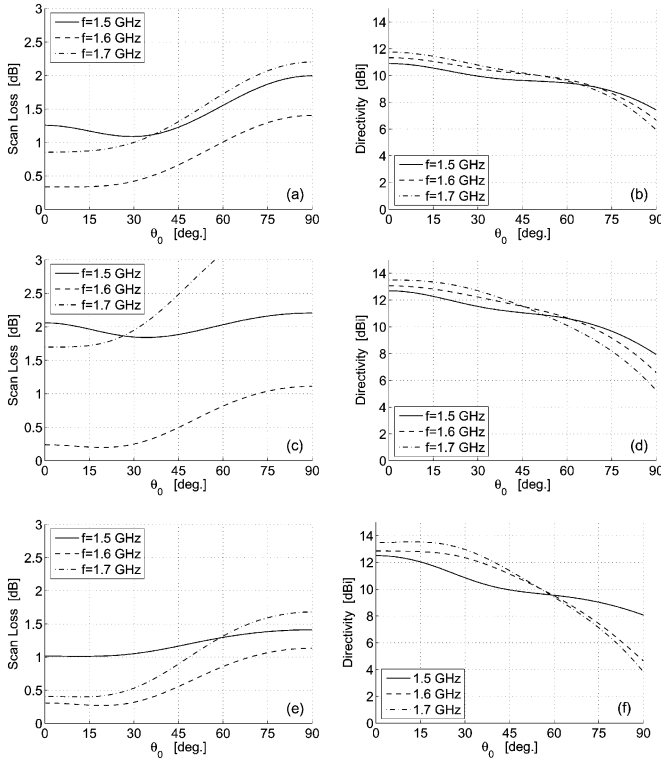 f=1.5 GHz
f=1.6 GHz
f=1.7 GHz
Scan Loss [dB]
3
2.5
2
1.5
1
0.5
0
0 15 30 45 60 75 90
θ0 [deg.]
(a)
Directivity [dBi]
14
12
10
8
6
4
2
0
f=1.5 GHz
f=1.6 GHz
f=1.7 GHz
0 15 30 45 60 75 90
θ0 [deg.]
(b)
f=1.5 GHz
f=1.6 GHz
f=1.7 GHz
Scan Loss [dB]
3
2.5
2
1.5
1
0.5
0
0 15 30 45 60 75 90
θ0 [deg.]
(c)
Directivity [dBi]
14
12
10
8
6
4
2
0
f=1.5 GHz
f=1.6 GHz
f=1.7 GHz
0 15 30 45 60 75 90
θ0 [deg.]
(d)
f=1.5 GHz
f=1.6 GHz
f=1.7 GHz
Scan Loss [dB]
3
2.5
2
1.5
1
0.5
0
0 15 30 45 60 75 90
θ0 [deg.]
(e)
Directivity [dBi]
14
12
10
8
6
4
2
0
1.5 GHz
1.6 GHz
1.7 GHz
0 15 30 45 60 75 90
θ0 [deg.]
(f)